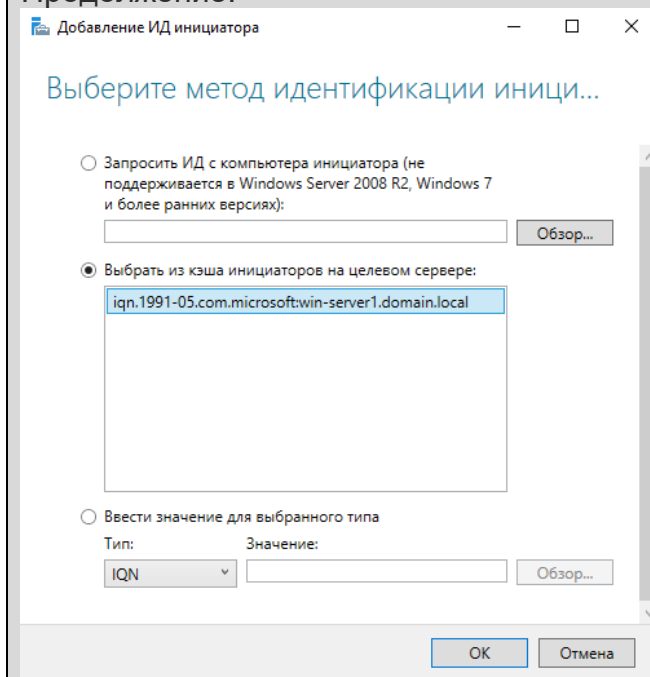 Продолжение:
Добавление ИД инициатора
Выберите метод идентификации иници...
Запросить ИД с компьютера инициатора (не
поддерживается в Windows Server 2008 R2, Windows 7
и более ранних версиях):
Обзор...
Выбрать из кэша инициаторов на целевом сервере:
iqn.1991-05.com.microsoft:win-server1.domain.local
Ввести значение для выбранного типа
Тип: Значение:
IQN Обзор...
OK Отмена